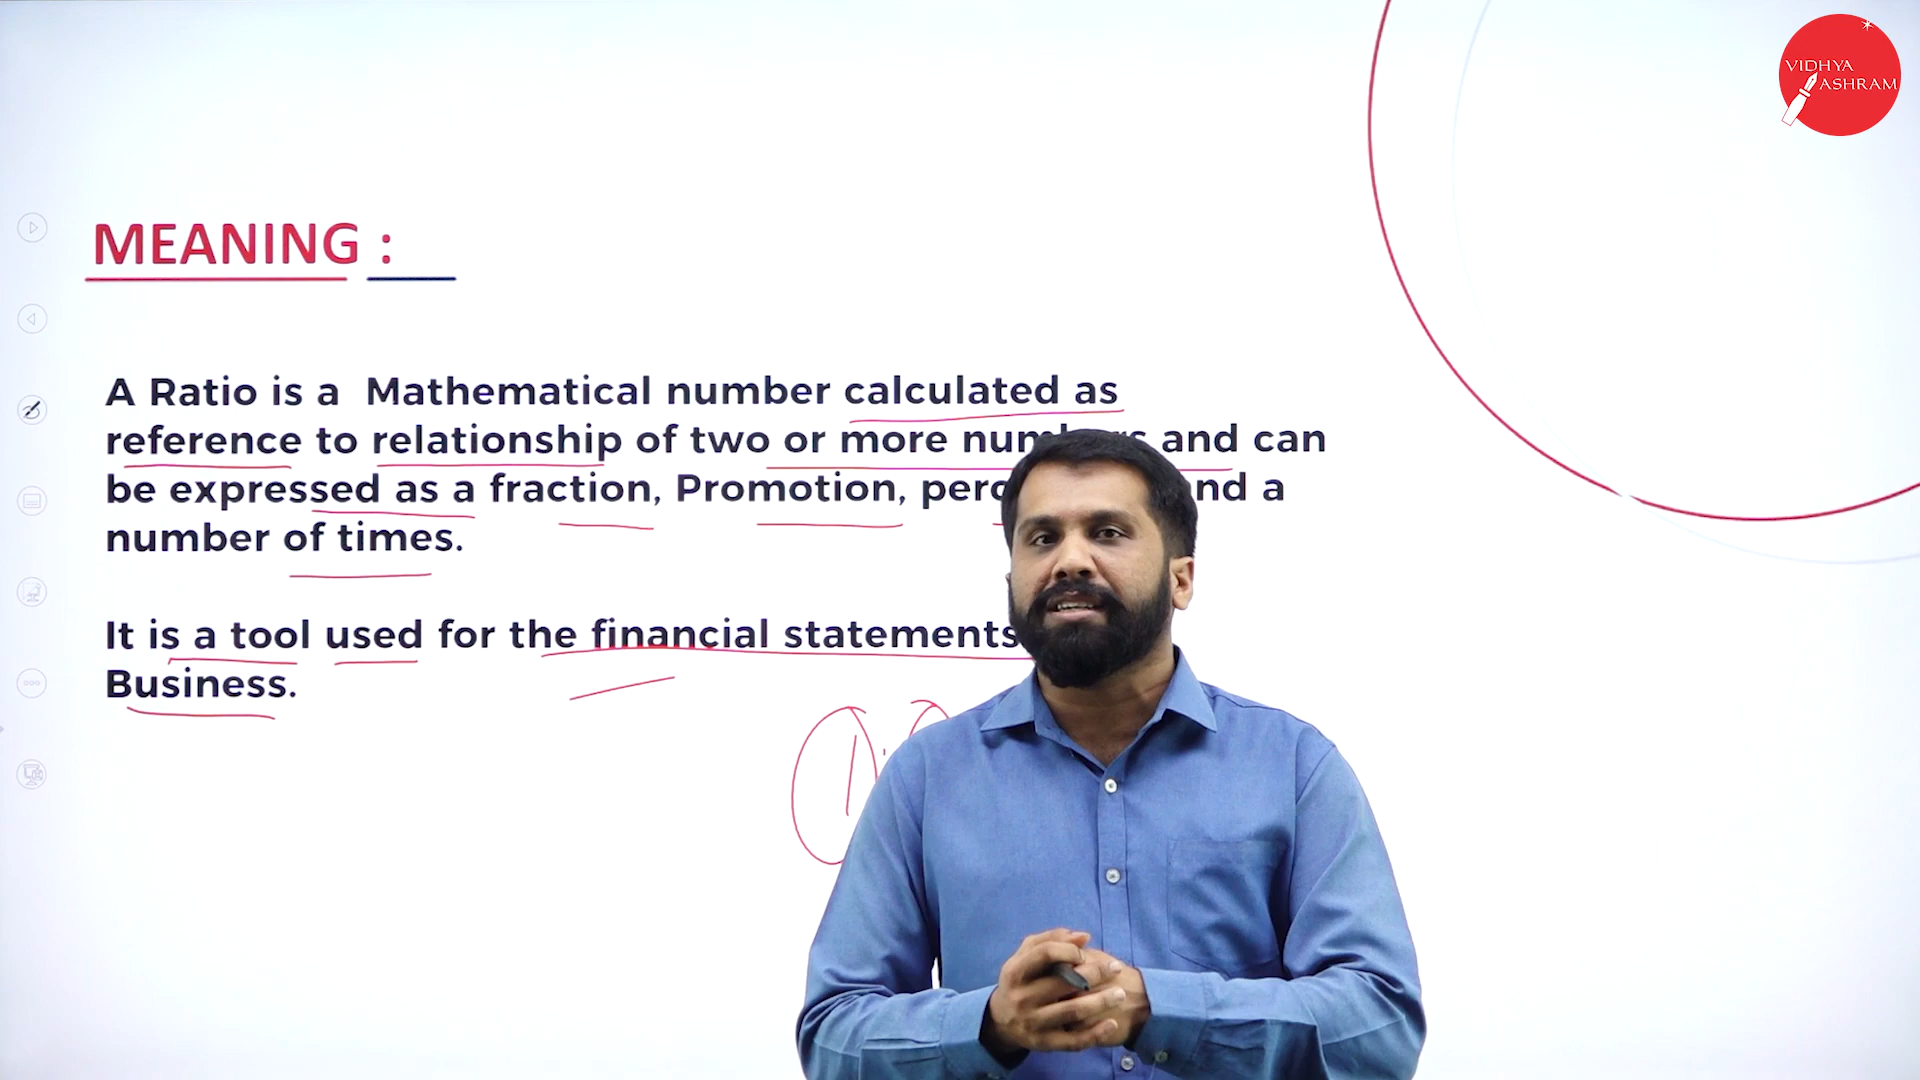 VIDHYA
ASHRAM
MEANING :
A Ratio is a Mathematical number calculated as
reference to relationship of two or more and can
be expressed as a fraction, Promotion, a
number of times.
It is a tool used for the financial statements
Business.